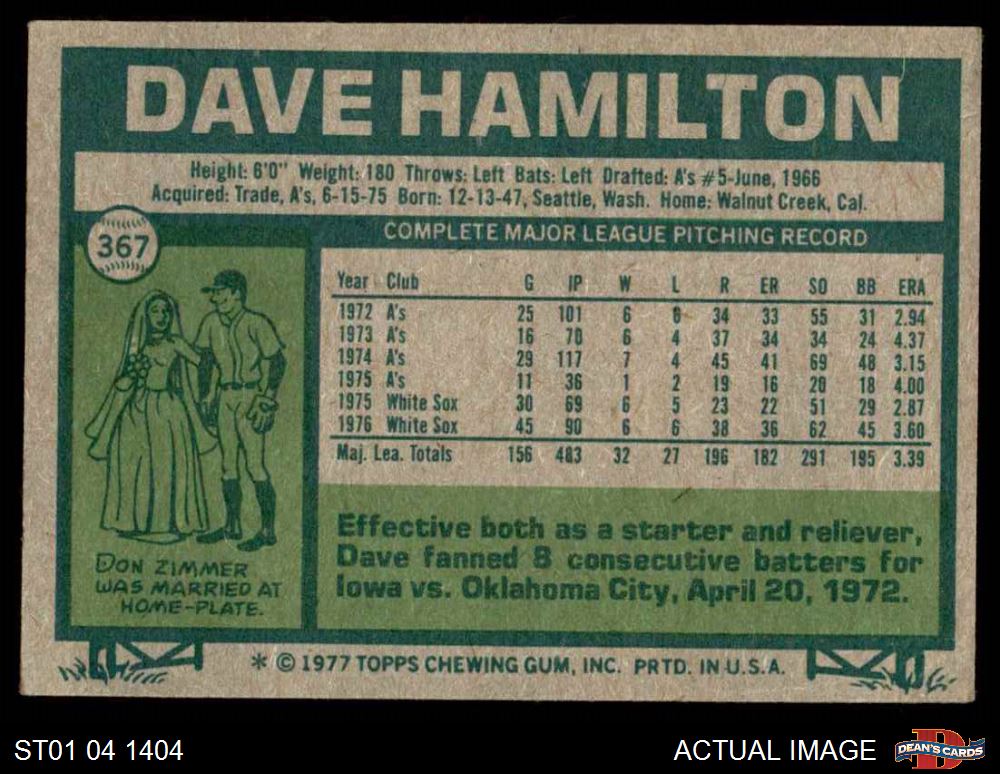 DAVE HAMILTON
Height: 6'0" Weight: 180 Throws: Left Bats: Left Drafted: A's #5-June, 1966
Acquired: Trade, A's, 6-15-75 Born: 12-13-47, Seattle, Wash. Home: Walnut Creek, Cal.
367
COMPLETE MAJOR LEAGUE PITCHING RECORD
Year Club G IP W L R ER SO BB ERA
1972 A's 25 101 6 6 34 33 55 31 2.94
1973 A's 16 70 6 4 37 34 34 24 4.37
1974 A's 29 117 7 4 45 41 69 48 3.15
1975 A's 11 36 1 2 19 16 20 18 4.00
1975 White Sox 30 69 6 5 23 22 51 29 2.87
1976 White Sox 45 90 6 6 38 36 62 45 3.60
Maj. Lea. Totals 156 483 32 27 196 182 291 195 3.39
DON ZIMMER
WAS MARRIED AT
HOME-PLATE.
Effective both as a starter and reliever,
Dave fanned 8 consecutive batters for
Iowa vs. Oklahoma City, April 20, 1972.
* © 1977 TOPPS CHEWING GUM, INC. PRTD. IN U.S.A.
ST01 04 1404
ACTUAL IMAGE
D
DEAN'S CARDS